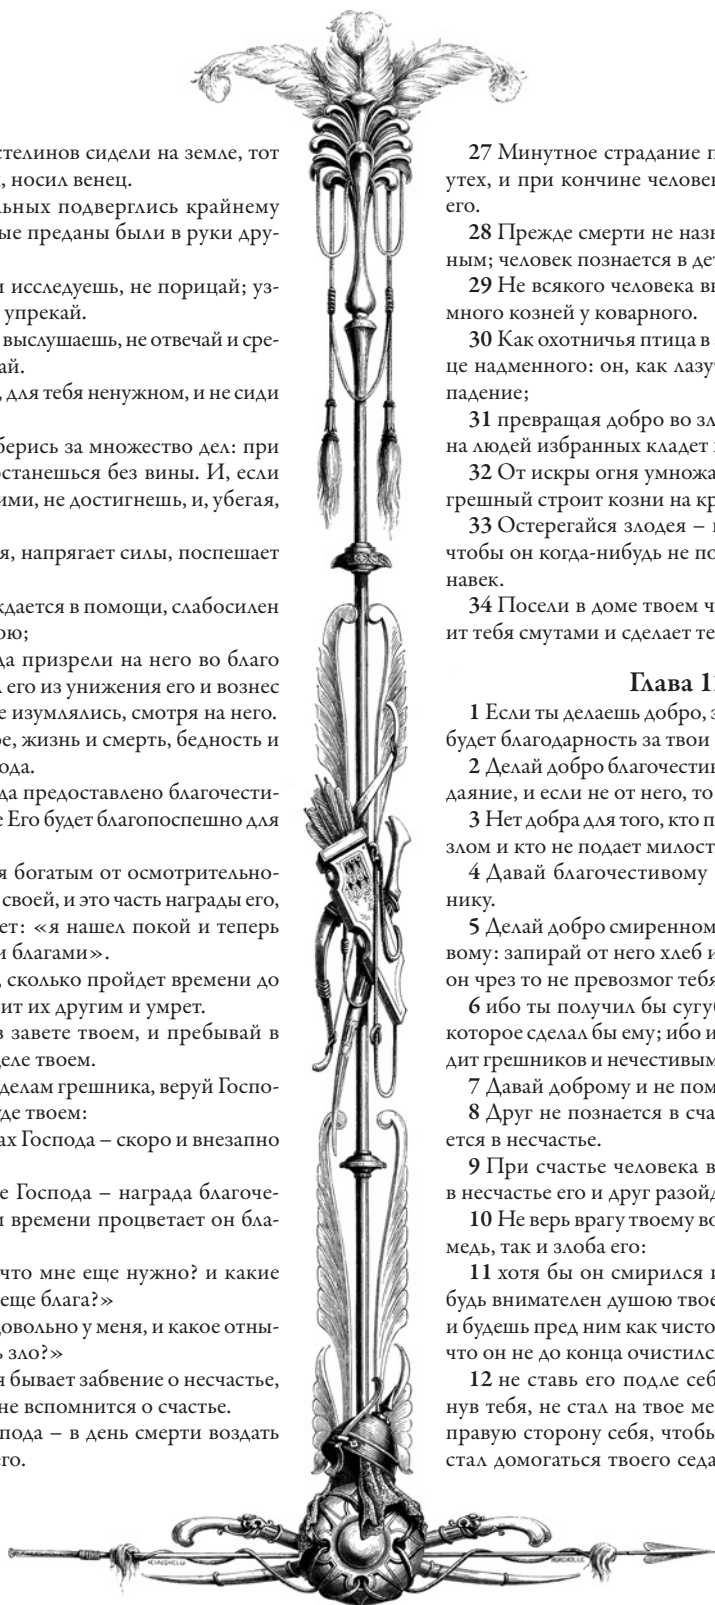 стелинов сидели на земле, тот
, носил венец.
льных подверглись крайнему
ые преданы были в руки дру-
и исследуешь, не порицай; уз-
упрекай.
выслушаешь, не отвечай и сре-
ай.
, для тебя ненужном, и не сиди
берись за множество дел: при
останешься без вины. И, если
ими, не достигнешь, и, убегая,
я, напрягает силы, поспешает
ждается в помощи, слабосилен
ою;
да призрели на него во благо
его из унижения его и вознес
е изумлялись, смотря на него.
ое, жизнь и смерть, бедность и
ода.
да предоставлено благочести-
е Его будет благопоспешно для
я богатым от осмотрительно-
своей, и это часть награды его,
ет: «я нашел покой и теперь
и благами».
, сколько пройдет времени до
ит их другим и умрет.
в завете твоем, и пребывай в
деле твоем.
делам грешника, веруй Госпо-
уде твоем:
ах Господа – скоро и внезапно
е Господа – награда благоче-
и времени процветает он бла-
что мне еще нужно? и какие
еще блага?»
довольно у меня, и какое отны-
ь зло?»
я бывает забвение о несчастье,
не вспомнится о счастье.
пода – в день смерти воздать
его.
27 Минутное страдание п
утех, и при кончине человек
его.
28 Прежде смерти не назы
ным; человек познается в дет
29 Не всякого человека вв
много козней у коварного.
30 Как охотничья птица в
це надменного: он, как лазут
падение;
31 превращая добро во зл
на людей избранных кладет
32 От искры огня умножа
грешный строит козни на кр
33 Остерегайся злодея –
чтобы он когда-нибудь не по
навек.
34 Посели в доме твоем ч
ит тебя смутами и сделает те
Глава 1
1 Если ты делаешь добро, з
будет благодарность за твои
2 Делай добро благочестив
даяние, и если не от него, то
3 Нет добра для того, кто п
злом и кто не подает милост
4 Давай благочестивому
нику.
5 Делай добро смиренном
вому: запирай от него хлеб и
он чрез то не превозмог тебя
6 ибо ты получил бы сугуб
которое сделал бы ему; ибо и
дит грешников и нечестивым
7 Давай доброму и не пом
8 Друг не познается в сча
ется в несчастье.
9 При счастье человека в
в несчастье его и друг разойд
10 Не верь врагу твоему во
медь, так и злоба его:
11 хотя бы он смирился и
будь внимателен душою твое
и будешь пред ним как чисто
что он не до конца очистился
12 не ставь его подле себ
нув тебя, не стал на твое ме
правую сторону себя, чтобы
стал домогаться твоего седа